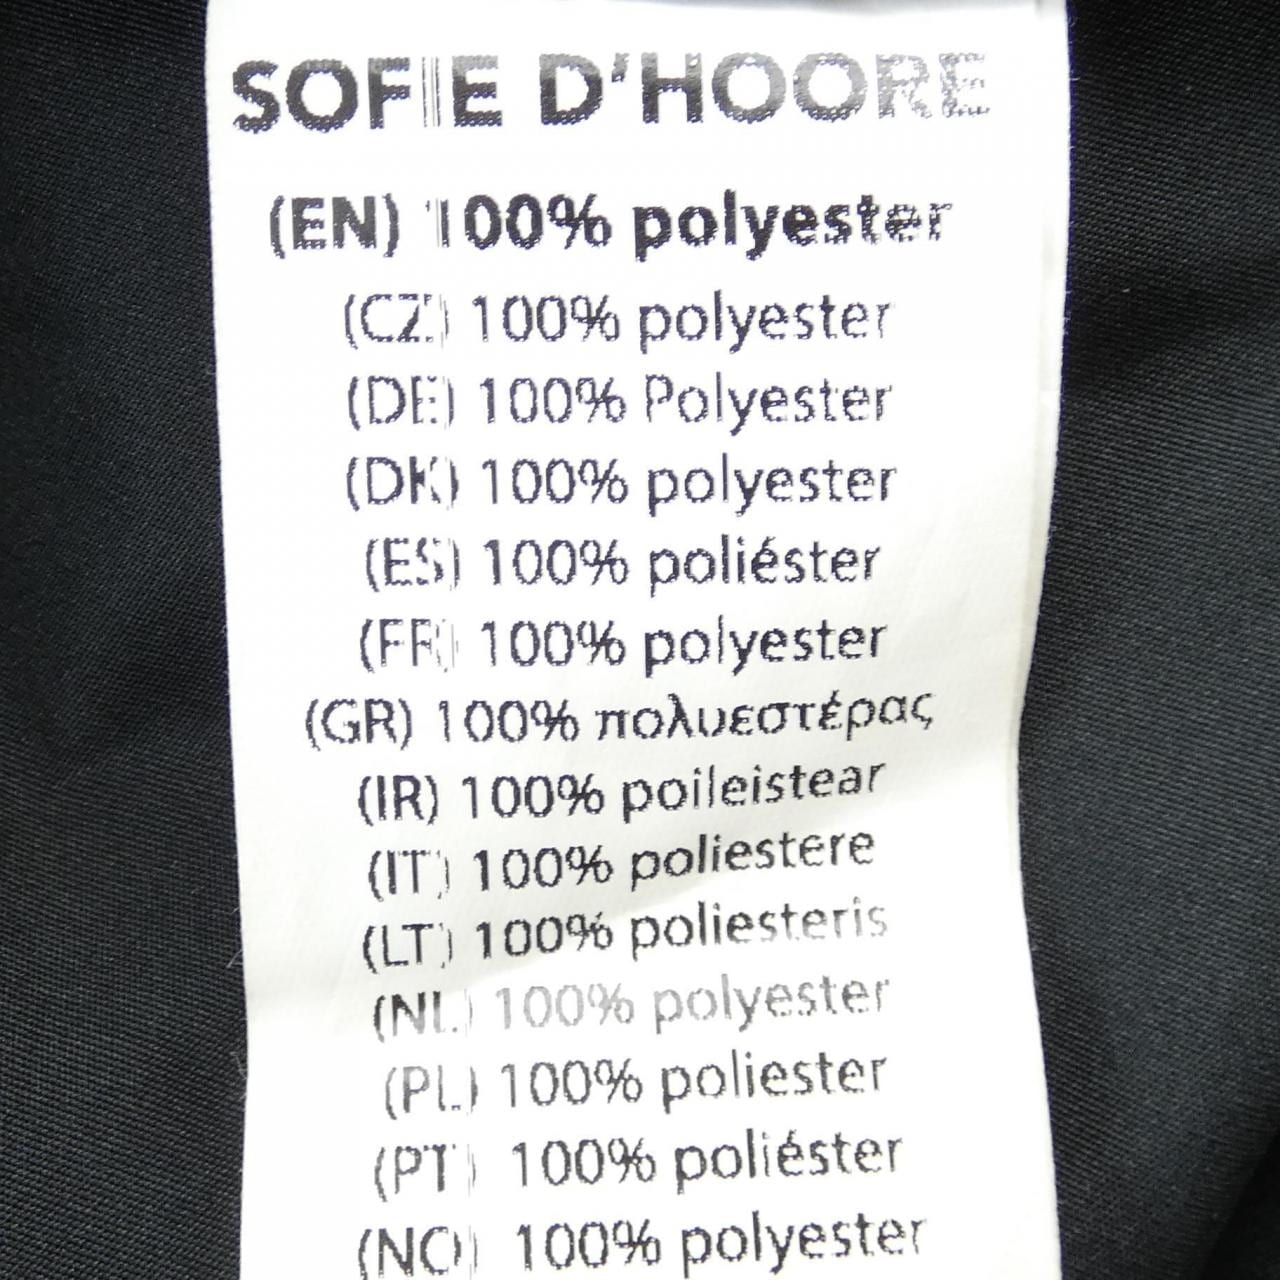 SOFIE D'HOORE
(EN) 100% polyester
(CZ) 100% polyester
(DE) 100% Polyester
(DK) 100% polyester
(ES) 100% poliéster
(FR) 100% polyester
(GR) 100% πολυεστέρας
(IR) 100% poileistear
(IT) 100% poliestere
(LT) 100% poliesteris
(NL) 100% polyester
(PL) 100% poliester
(PT) 100% poliéster
(NO) 100% polyester